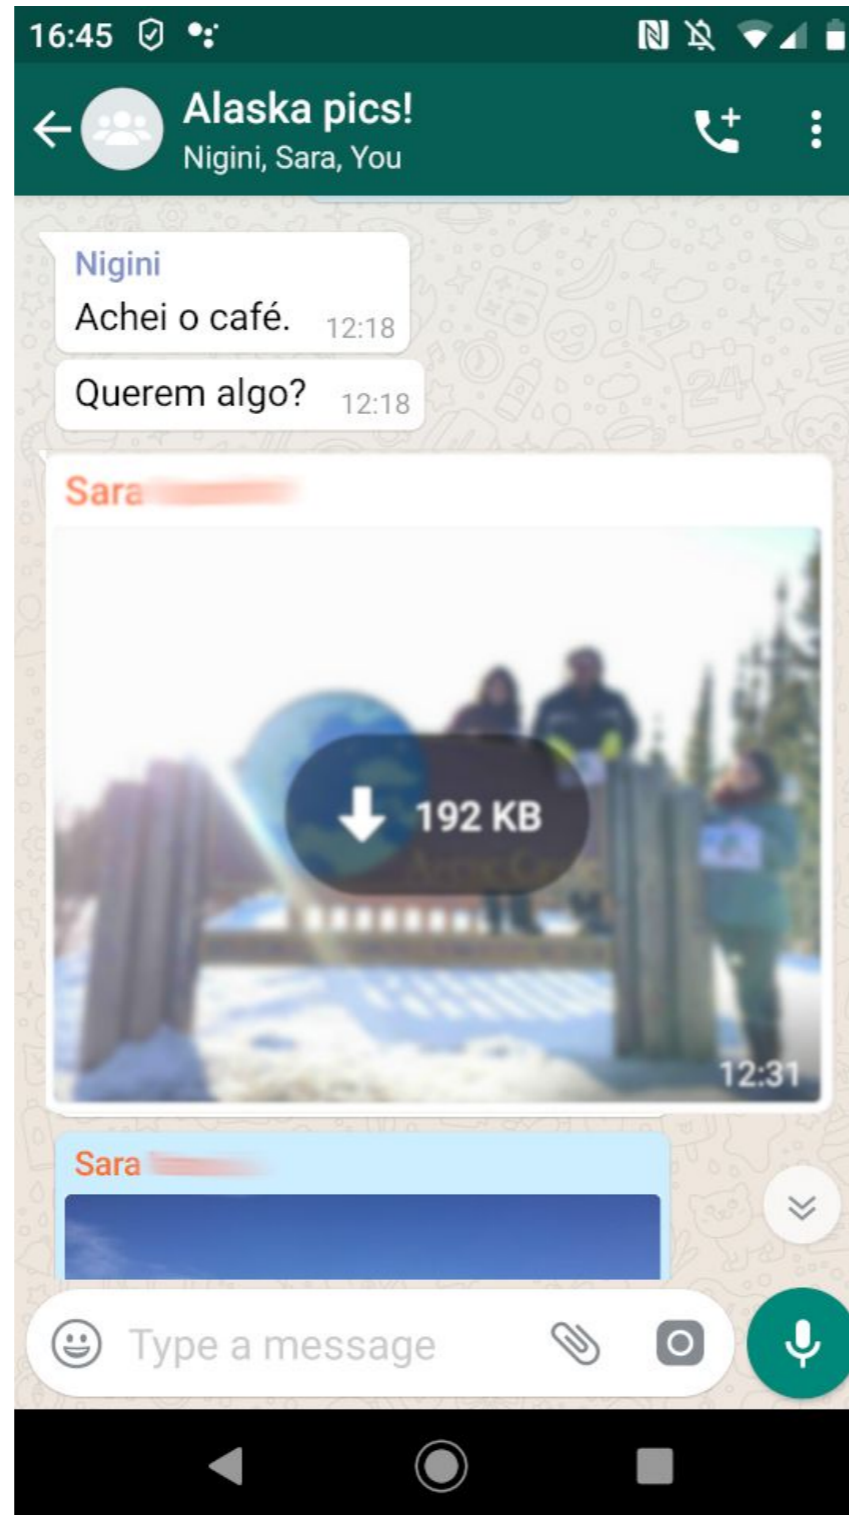 16:45
Alaska pics!
Nigini, Sara, You
Nigini
Achei o café. 12:18
Querem algo? 12:18
Sara
192 KB
12:31
Sara
Type a message